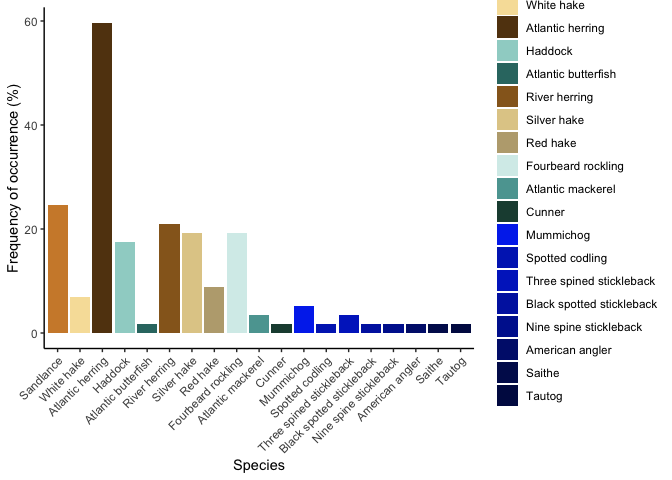 60
40
20
0
Frequency of occurrence (%)
Sandlance
White hake
Atlantic herring
Haddock
Atlantic butterfish
River herring
Silver hake
Red hake
Fourbeard rockling
Atlantic mackerel
Cunner
Mummichog
Spotted codling
Three spined stickleback
Black spotted stickleback
Nine spine stickleback
American angler
Saithe
Tautog
Species
White hake
Atlantic herring
Haddock
Atlantic butterfish
River herring
Silver hake
Red hake
Fourbeard rockling
Atlantic mackerel
Cunner
Mummichog
Spotted codling
Three spined stickleback
Black spotted stickleback
Nine spine stickleback
American angler
Saithe
Tautog